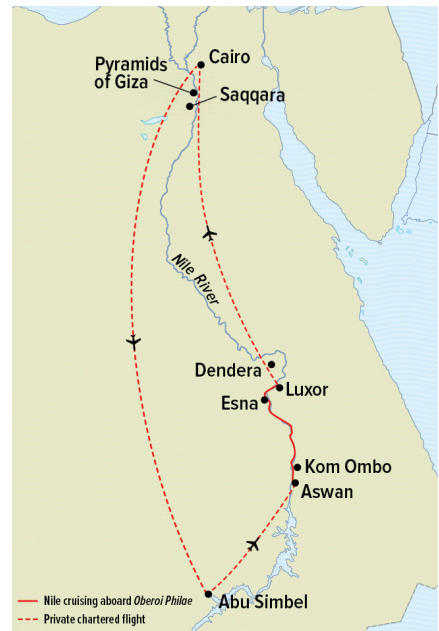 Cairo
Pyramids
of Giza
Saqqara
Nile River
Dendera
Luxor
Esna
Kom Ombo
Aswan
Abu Simbel
Nile cruising aboard Oberoi Philae
Private chartered flight